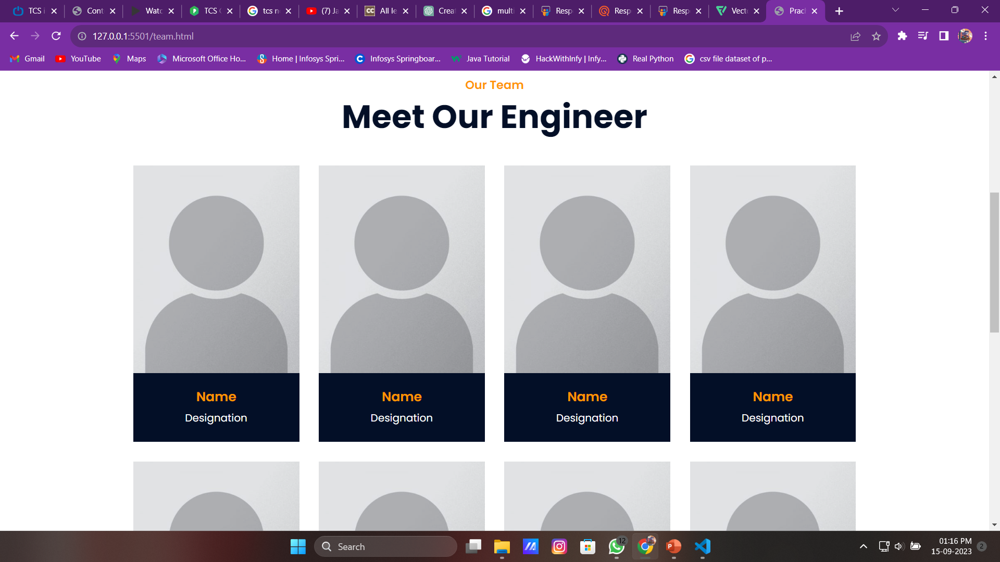 TCS i
Cont
Watc
TCS
tcs n
(7) Ja
All le
Creat
multi
Resp
Resp
Resp
Vect
Prac
127.0.0.1:5501/team.html
Gmail
YouTube
Maps
Microsoft Office Ho...
Home | Infosys Spri...
Infosys Springboar...
Java Tutorial
HackWithInfy | Infy...
Real Python
csv file dataset of p...
Our Team
Meet Our Engineer
Name
Designation
Name
Designation
Name
Designation
Name
Designation
Search
12
01:16 PM
15-09-2023
2